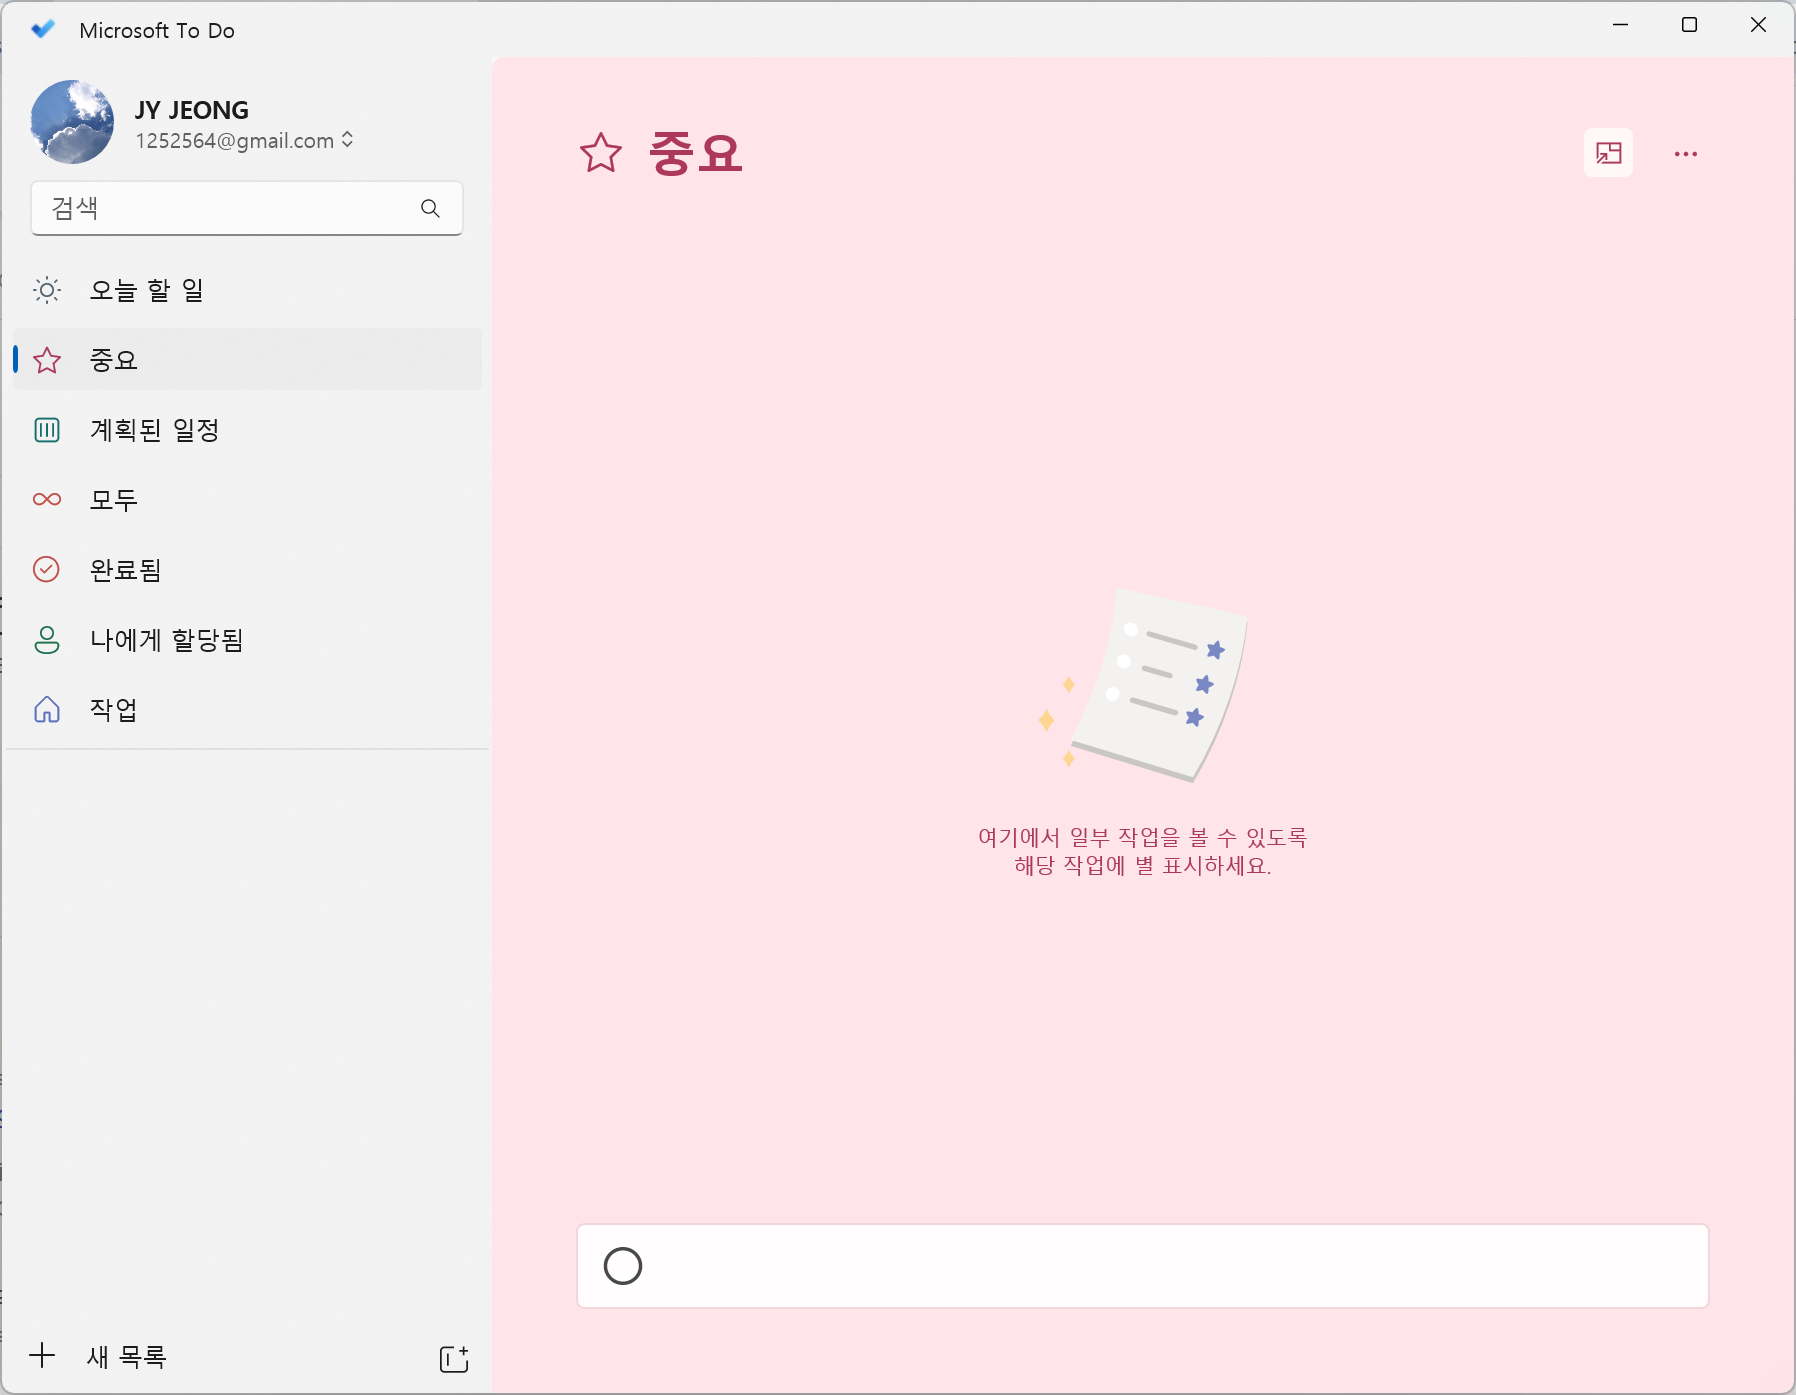 Microsoft To Do
JY JEONG
1252564@gmail.com
검색
오늘 할 일
중요
계획된 일정
모두
완료됨
나에게 할당됨
작업
새 목록
중요
여기에서 일부 작업을 볼 수 있도록
해당 작업에 별 표시하세요.